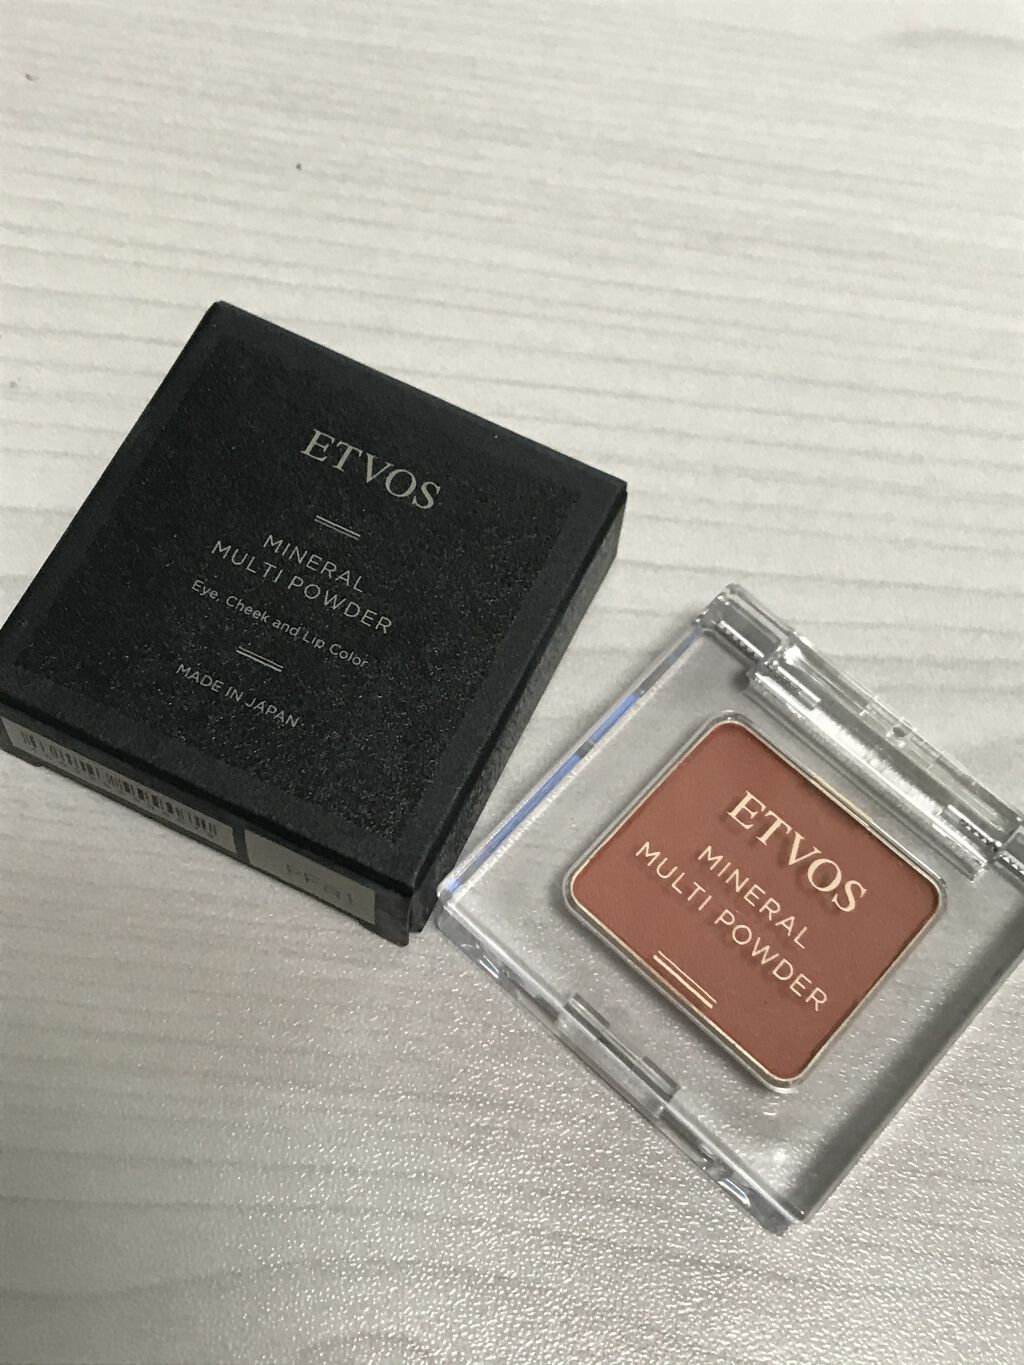 ETVOS
MINERAL
MULTI POWDER
Eye, Cheek and Lip Color
MADE IN JAPAN
ETVOS
MINERAL
MULTI POWDER